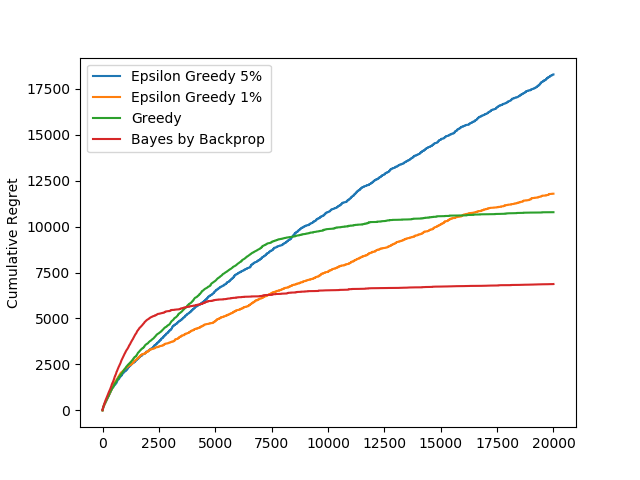 Epsilon Greedy 5%
Epsilon Greedy 1%
Greedy
Bayes by Backprop
Cumulative Regret
17500
15000
12500
10000
7500
5000
2500
0
0 2500 5000 7500 10000 12500 15000 17500 20000